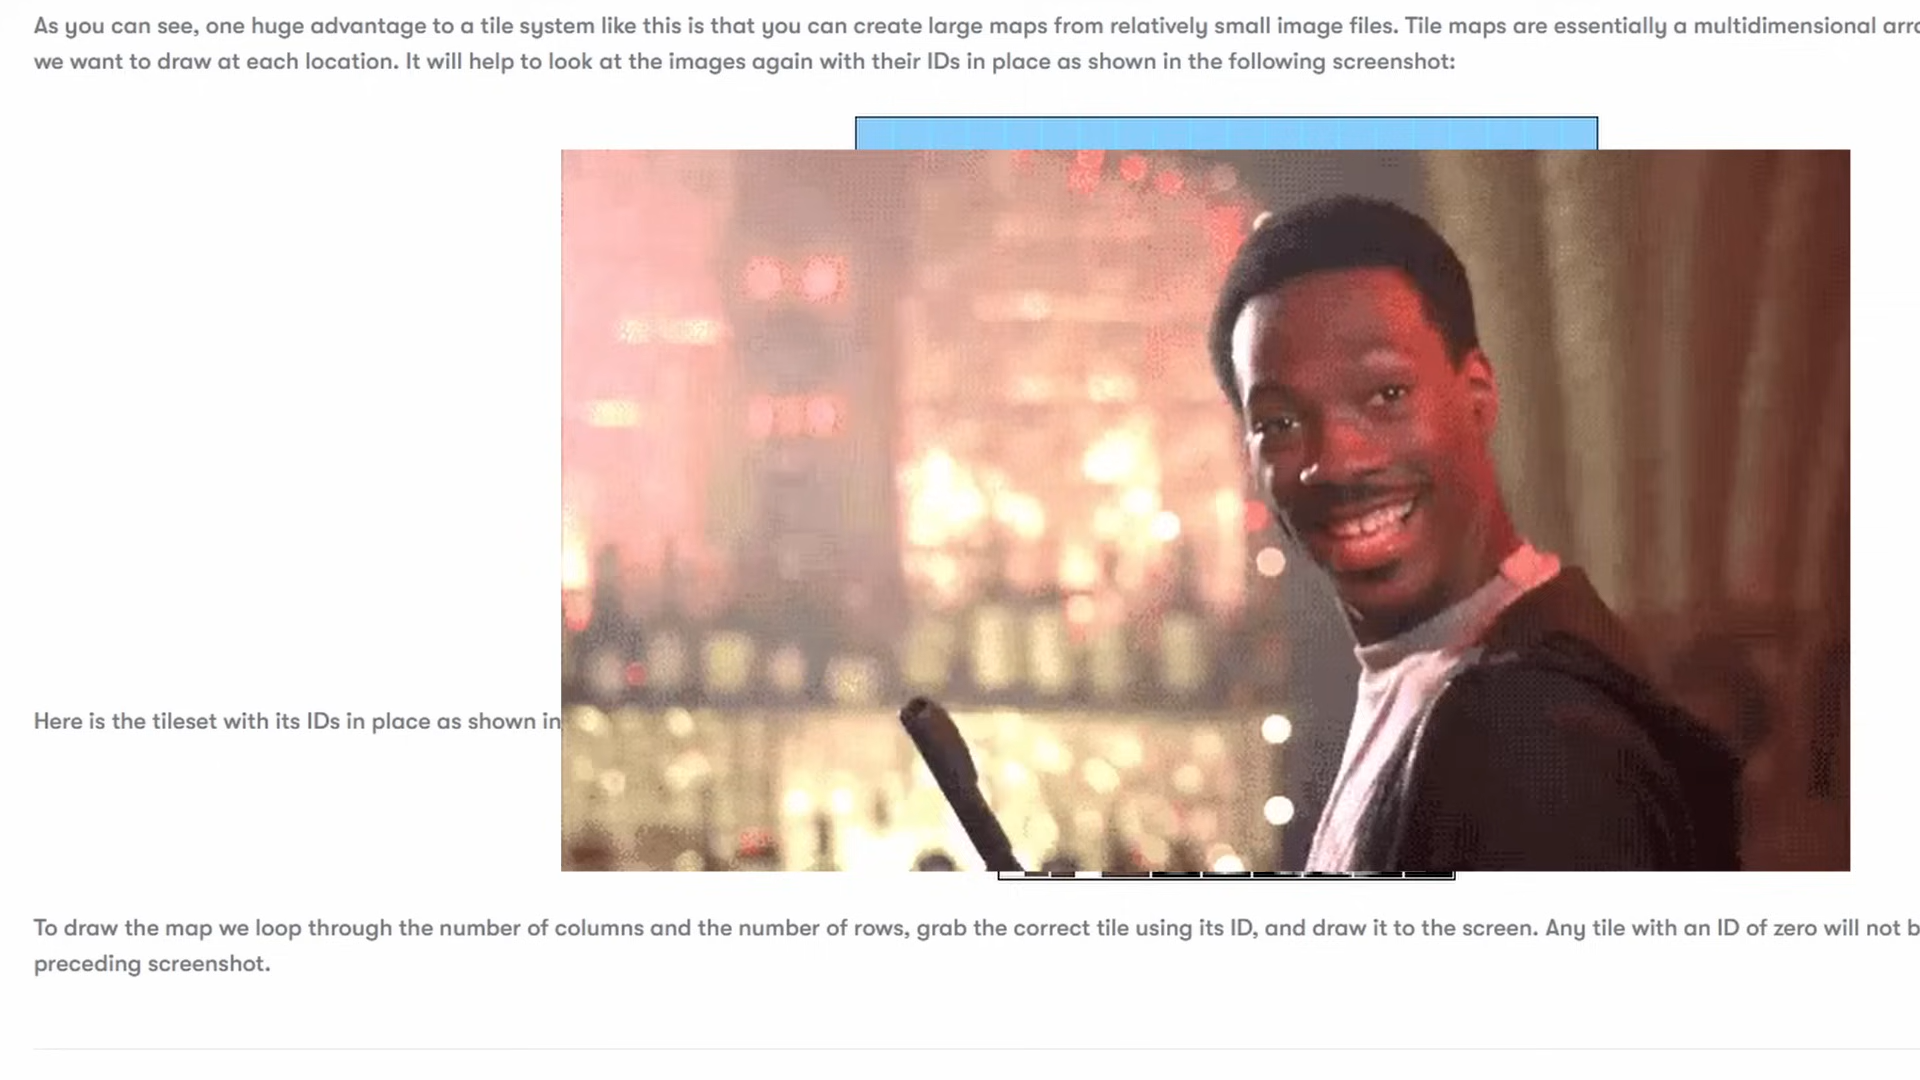 As you can see, one huge advantage to a tile system like this is that you can create large maps from relatively small image files. Tile maps are essentially a multidimensional
we want to draw at each location. It will help to look at the images again with their IDs in place as shown in the following screenshot:
Here is the tileset with its IDs in place as shown in
To draw the map we loop through the number of columns and the number of rows, grab the correct tile using its ID, and draw it to the screen. Any tile with an ID of zero will not
preceding screenshot.